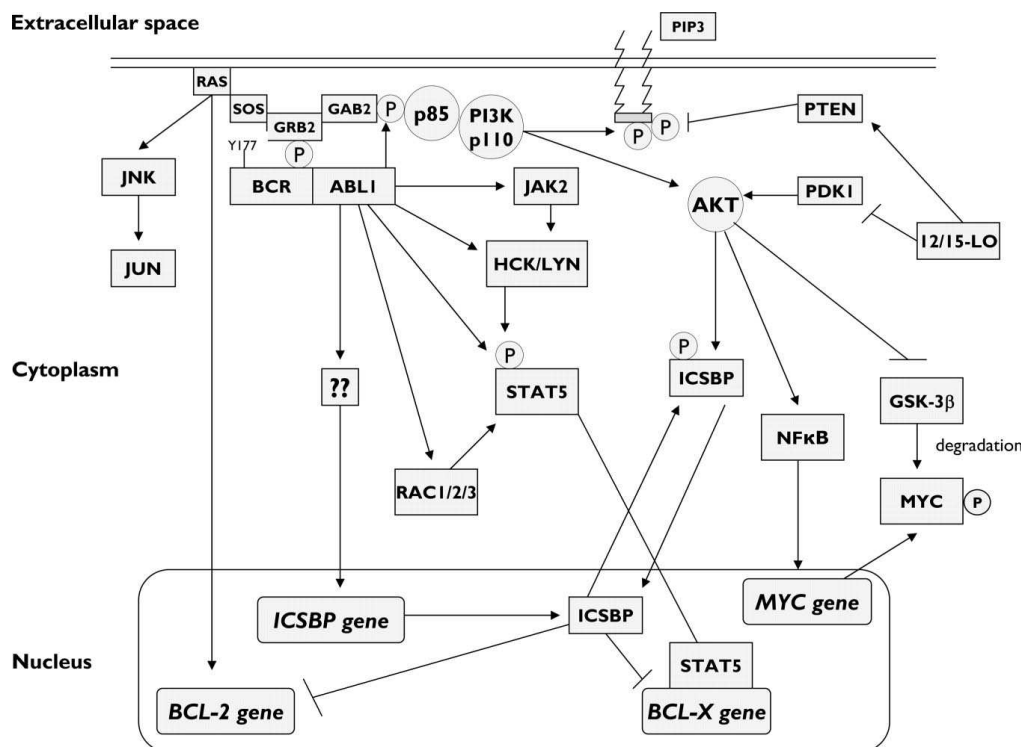 Extracellular space
PIP3
RAS
SOS
GAB2
P
p85
PI3K
p110
GRB2
P
P
P
PTEN
Y177
P
BCR
ABL1
JAK2
JNK
AKT
PDK1
12/15-LO
JUN
HCK/LYN
Cytoplasm
P
P
??
STAT5
ICSBP
GSK-3β
NFκB
degradation
RAC1/2/3
MYC
P
ICSBP gene
ICSBP
MYC gene
Nucleus
STAT5
BCL-2 gene
BCL-X gene